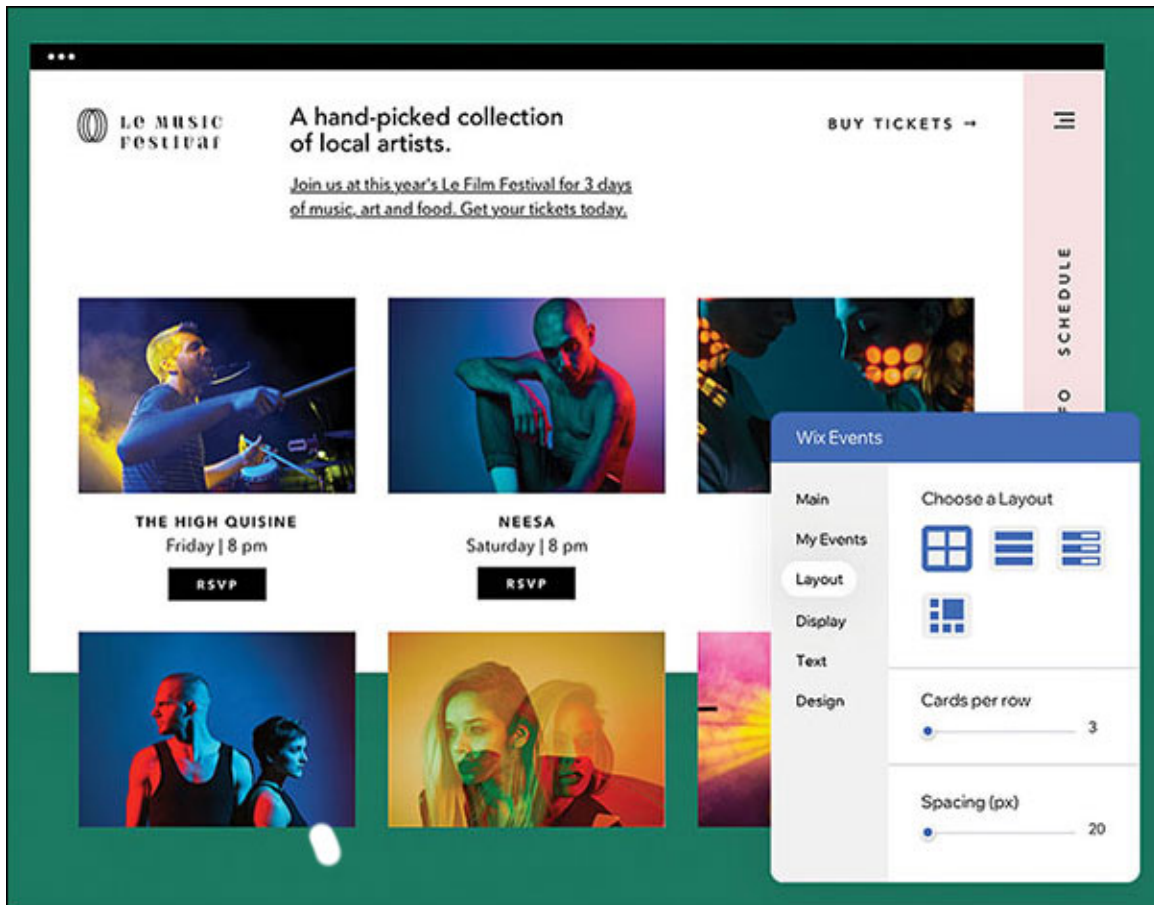 LE MUSIC
FESTIVAL
A hand-picked collection
of local artists.
BUY TICKETS →
Join us at this year's Le Film Festival for 3 days
of music, art and food. Get your tickets today.
SCHEDULE
THE HIGH QUISINE
Friday | 8 pm
RSVP
NEESA
Saturday | 8 pm
RSVP
Wix Events
Main
My Events
Layout
Display
Text
Design
Choose a Layout
Cards per row
3
Spacing (px)
20